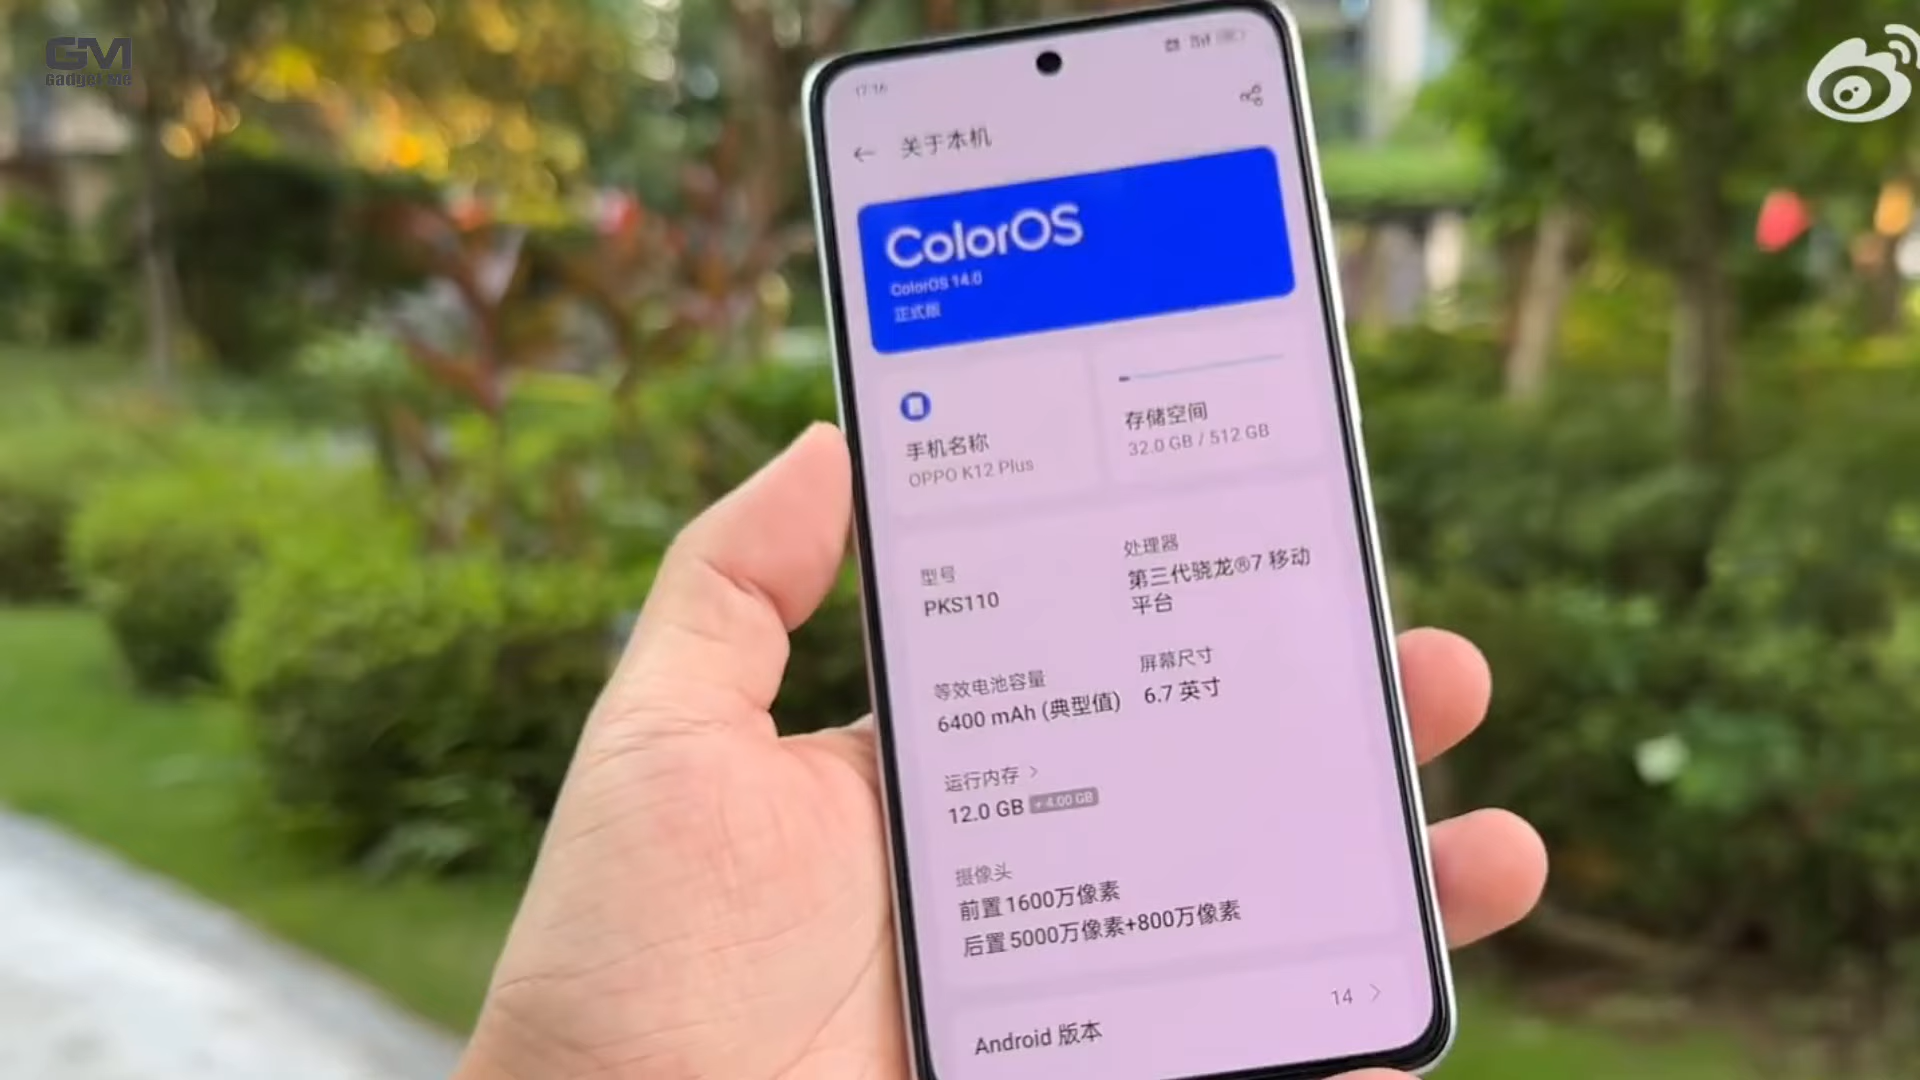 GM
Gadget Me
17:16
关于本机
ColorOS
ColorOS 14.0
正式版
手机名称
OPPO K12 Plus
存储空间
32.0 GB / 512 GB
型号
PKS110
处理器
第三代骁龙®7 移动
平台
等效电池容量
6400 mAh (典型值)
屏幕尺寸
6.7 英寸
运行内存
12.0 GB + 4.00 GB
摄像头
前置1600万像素
后置5000万像素+800万像素
Android 版本
14